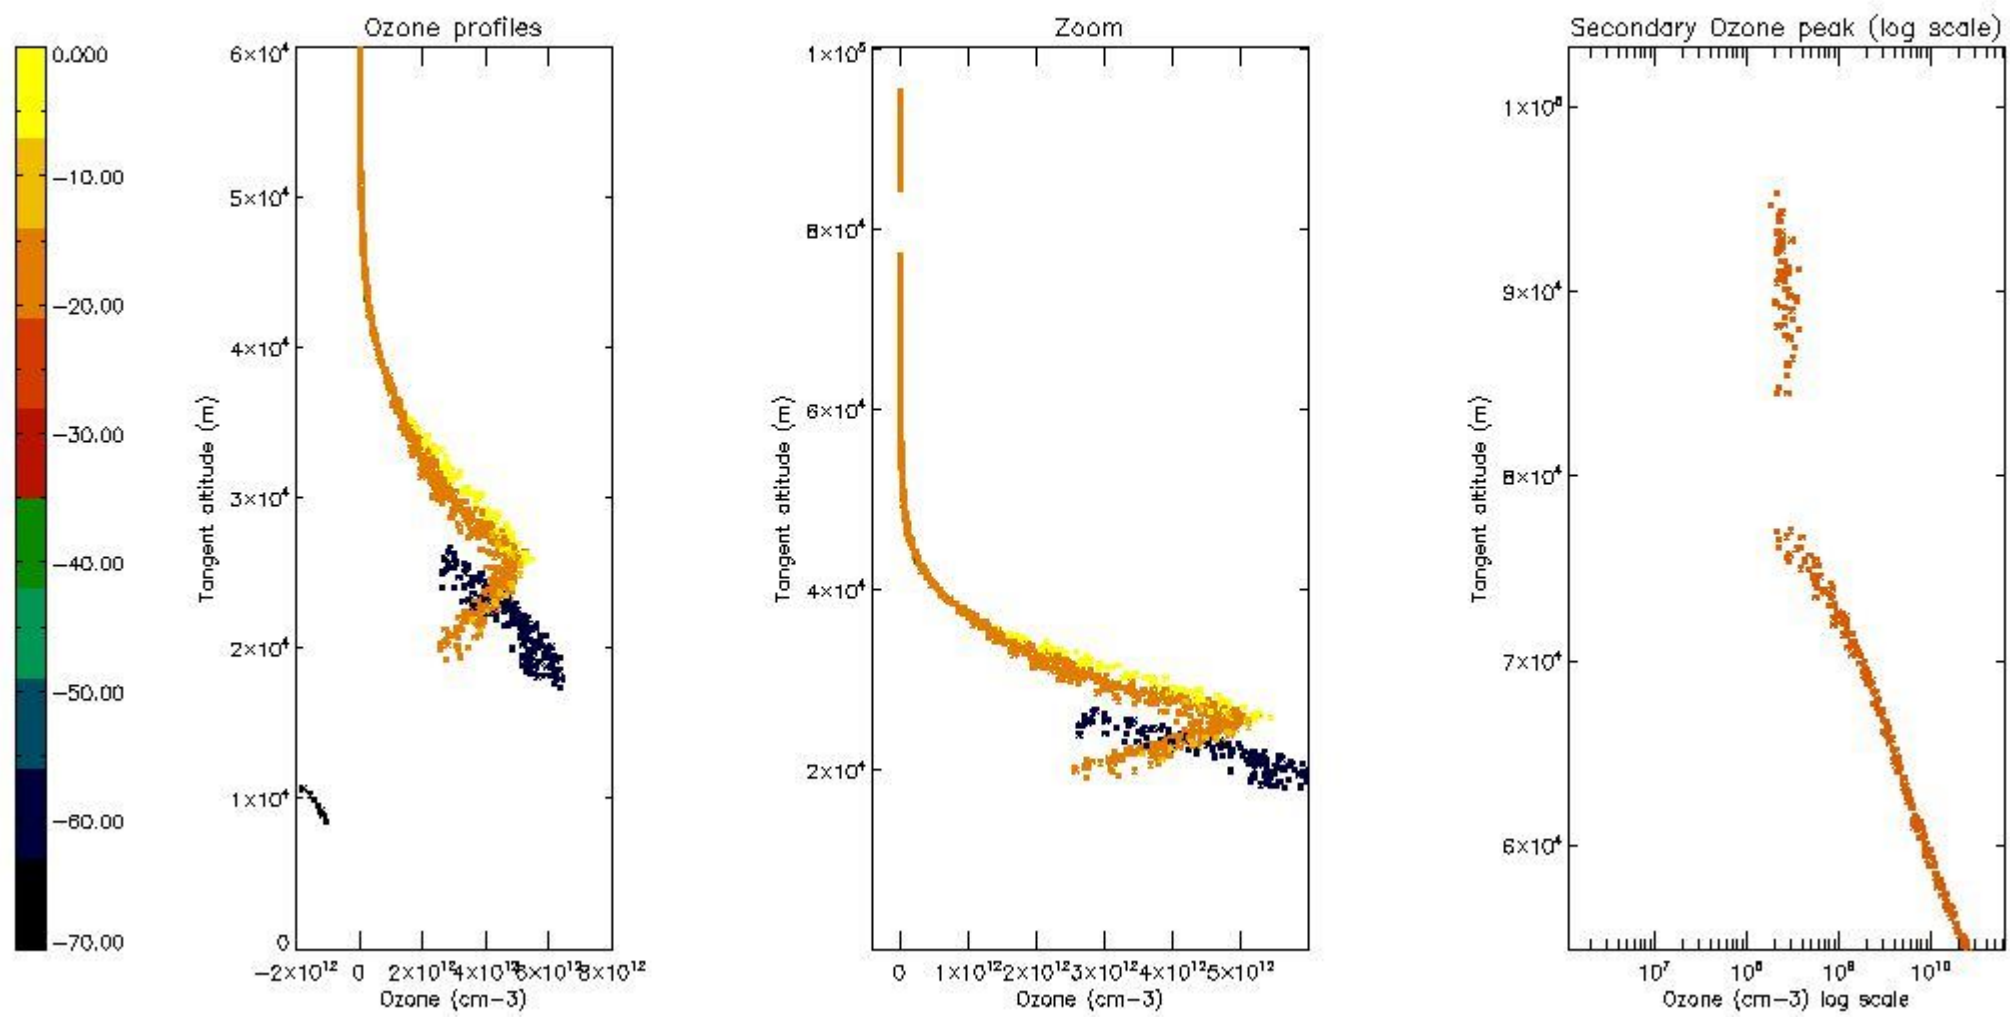 Ozone profiles
Zoom
Secondary Ozone peak (log scale)
0.000
−10.00
−20.00
−30.00
−40.00
−50.00
−60.00
−70.00
6×10⁴
5×10⁴
4×10⁴
3×10⁴
2×10⁴
1×10⁴
0
Tangent altitude (m)
−2×10¹² 0 2×10¹² 4×10¹² 6×10¹² 8×10¹²
Ozone (cm−3)
1×10⁵
8×10⁴
6×10⁴
4×10⁴
2×10⁴
Tangent altitude (m)
0 1×10¹² 2×10¹² 3×10¹² 4×10¹² 5×10¹²
Ozone (cm−3)
1×10⁵
9×10⁴
8×10⁴
7×10⁴
6×10⁴
Tangent altitude (m)
10⁷ 10⁸ 10⁹ 10¹⁰
Ozone (cm−3) log scale